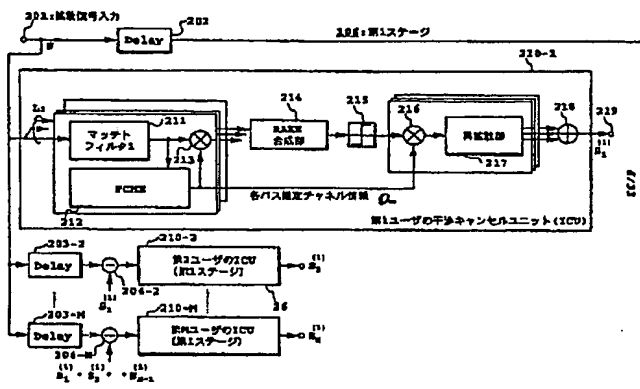 201:拡散信号入力
202
Delay
206:第1ステージ
210-1
211
マッチトフィルタ1
213
PCHE
212
214
RAKE
合成部
215
216
再拡散部
217
218
219
各パス推定チャネル情報
第1ユーザの干渉キャンセルユニット(ICU)
203-2
Delay
204-2
210-2
第2ユーザのICU
(第1ステージ)
26
203-M
Delay
204-M
210-M
第MユーザのICU
(第1ステージ)